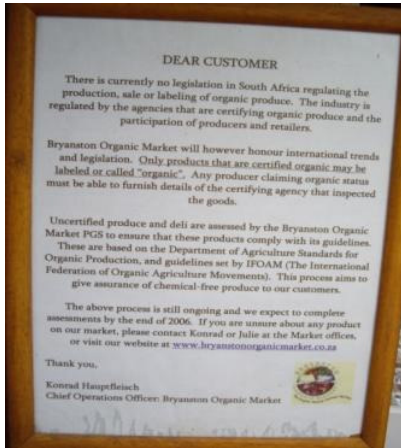 DEAR CUSTOMER
There is currently no legislation in South Africa regulating the
production, sale or labeling of organic produce. The industry is
regulated by the agencies that are certifying organic produce and the
participation of producers and retailers.
Bryanston Organic Market will however honour international trends
and legislation. Only products that are certified organic may be
labeled or called "organic". Any producer claiming organic status
must be able to furnish details of the certifying agency that inspected
the goods.
Uncertified produce and deli are assessed by the Bryanston Organic
Market PGS to ensure that these products comply with its guidelines.
These are based on the Department of Agriculture Standards for
Organic Production, and guidelines set by IFOAM (The International
Federation of Organic Agriculture Movements). This process aims to
give assurance of chemical-free produce to our customers.
The above process is still ongoing and we expect to complete
assessments by the end of 2006. If you are unsure about any product
on our market, please contact Konrad or Julie at the Market offices,
or visit our website at www.bryanstonorganicmarket.co.za
Thank you,
Konrad Hauptfleisch
Chief Operations Officer: Bryanston Organic Market